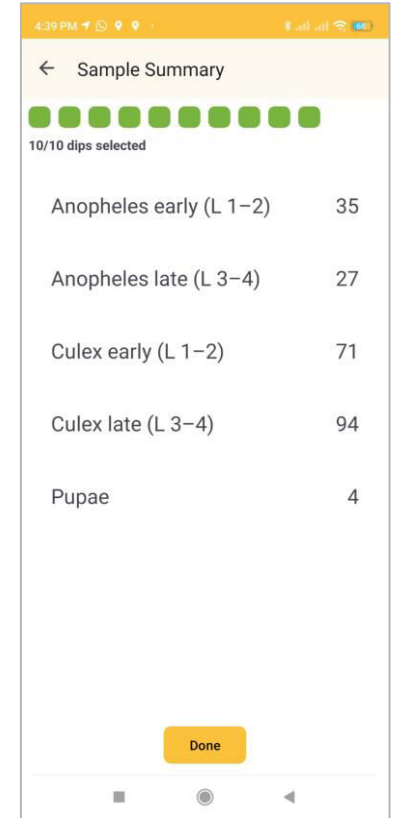 4:39 PM
68
Sample Summary
10/10 dips selected
Anopheles early (L 1–2) 35
Anopheles late (L 3–4) 27
Culex early (L 1–2) 71
Culex late (L 3–4) 94
Pupae 4
Done